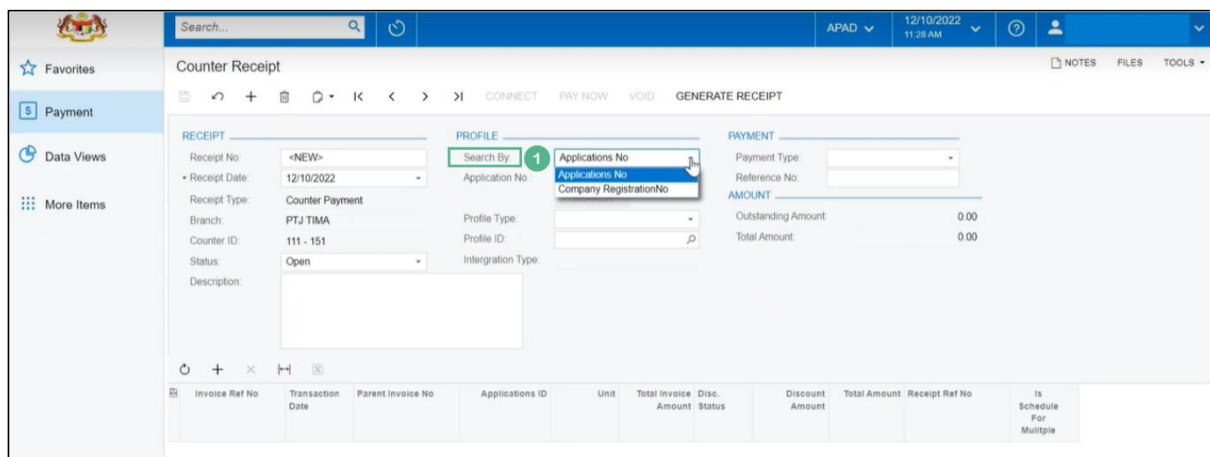 Search...
APAD
12/10/2022
11:28 AM
Favorites
Payment
Data Views
More Items
Counter Receipt
NOTES FILES TOOLS
CONNECT PAY NOW VOID GENERATE RECEIPT
RECEIPT
Receipt No: <NEW>
* Receipt Date: 12/10/2022
Receipt Type: Counter Payment
Branch: PTJ TIMA
Counter ID: 111 - 151
Status: Open
Description:
PROFILE
Search By: 1 Applications No
Applications No
Company RegistrationNo
Application No :
Profile Type:
Profile ID:
Intergration Type:
PAYMENT
Payment Type:
Reference No:
AMOUNT
Outstanding Amount: 0.00
Total Amount: 0.00
Invoice Ref No
Transaction
Date
Parent Invoice No
Applications ID
Unit
Total Invoice
Amount
Disc.
Status
Discount
Amount
Total Amount
Receipt Ref No
Is
Schedule
For
Mulitple